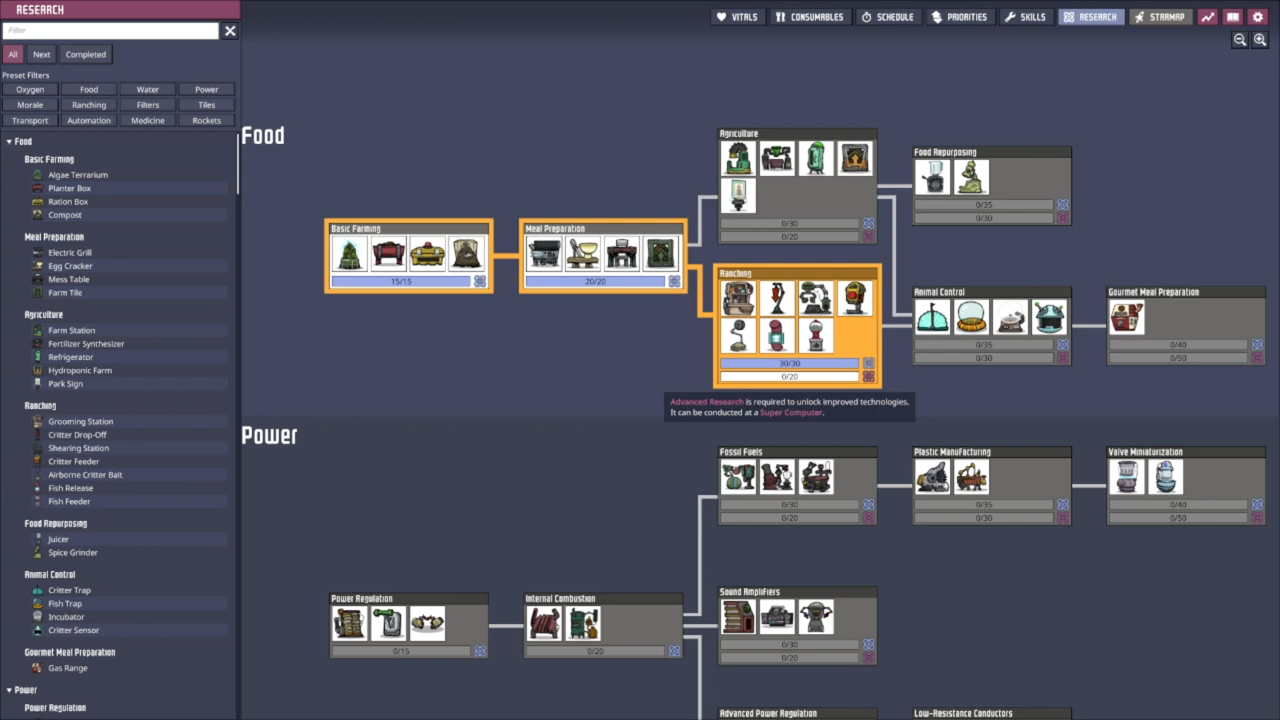 RESEARCH
VITALS
CONSUMABLES
SCHEDULE
PRIORITIES
SKILLS
RESEARCH
STARMAP
Filter
All
Next
Completed
Preset Filters
Oxygen
Food
Water
Power
Morale
Ranching
Filters
Tiles
Transport
Automation
Medicine
Rockets
Food
Basic Farming
Algae Terrarium
Planter Box
Ration Box
Compost
Meal Preparation
Electric Grill
Egg Cracker
Mess Table
Farm Tile
Agriculture
Farm Station
Fertilizer Synthesizer
Refrigerator
Hydroponic Farm
Park Sign
Ranching
Grooming Station
Critter Drop-Off
Shearing Station
Critter Feeder
Airborne Critter Bait
Fish Release
Fish Feeder
Food Repurposing
Juicer
Spice Grinder
Animal Control
Critter Trap
Fish Trap
Incubator
Critter Sensor
Gourmet Meal Preparation
Gas Range
Power
Power Regulation
Food
Basic Farming
15/15
Meal Preparation
20/20
Agriculture
0/30
0/20
Ranching
30/30
0/20
Food Repurposing
0/35
0/30
Animal Control
0/35
0/30
Gourmet Meal Preparation
0/40
0/50
Advanced Research is required to unlock improved technologies.
It can be conducted at a Super Computer.
Power
Fossil Fuels
0/30
0/20
Plastic Manufacturing
0/35
0/30
Valve Miniaturization
0/40
0/50
Power Regulation
0/15
Internal Combustion
0/20
Sound Amplifiers
0/30
0/20
Advanced Power Regulation
Low-Resistance Conductors